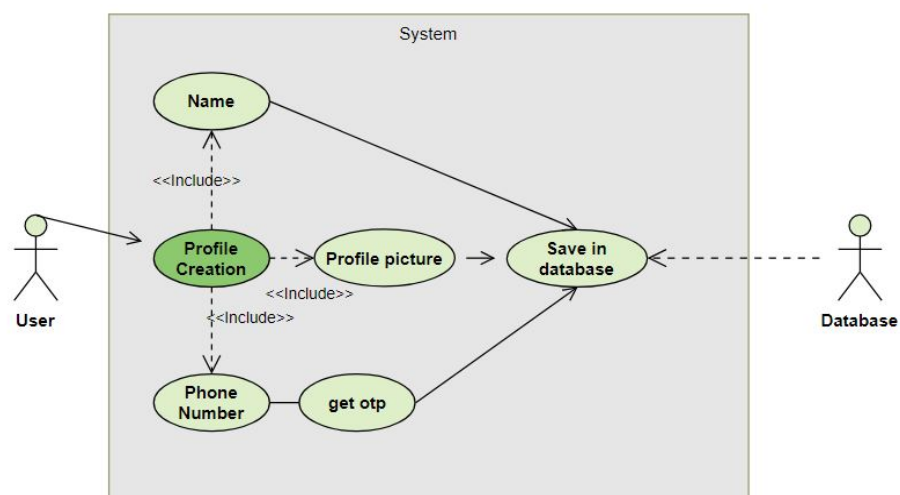 System
Name
<<Include>>
Profile
Creation
Profile picture
Save in
database
<<Include>>
<<Include>>
User
Database
Phone
Number
get otp